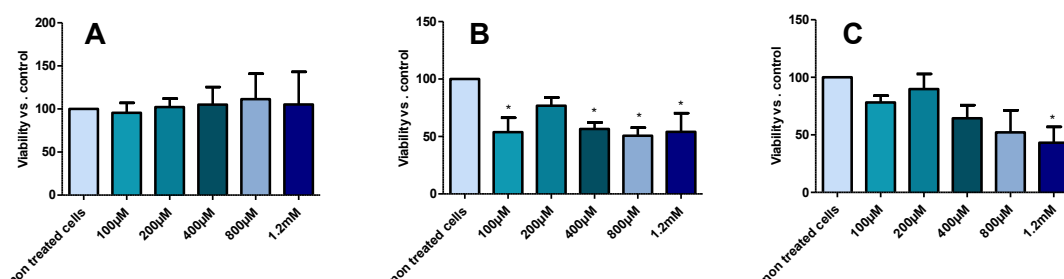 A
Viability vs . control
200
150
100
50
0
non treated cells
100µM
200µM
400µM
800µM
1.2mM
B
Viability vs . control
150
100
50
0
*
*
*
*
non treated cells
100µM
200µM
400µM
800µM
1.2mM
C
Viability vs . control
150
100
50
0
*
non treated cells
100µM
200µM
400µM
800µM
1.2mM